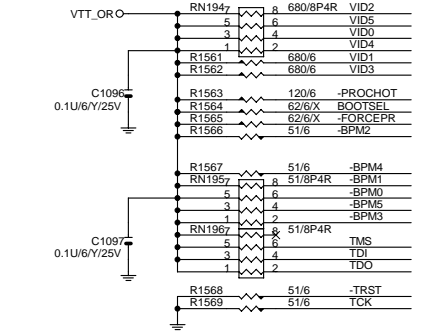 VTT_OR RN194 7 8 680/8P4R VID2
5 6 VID5
3 4 VID0
1 2 VID4
R1561 680/6 VID1
R1562 680/6 VID3
C1096
0.1U/6/Y/25V
R1563 120/6 -PROCHOT
R1564 62/6/X BOOTSEL
R1565 62/6/X -FORCEPR
R1566 51/6 -BPM2
R1567 51/6 -BPM4
RN195 7 8 51/8P4R -BPM1
5 6 -BPM0
3 4 -BPM5
1 2 -BPM3
RN196 7 8 51/8P4R
C1097
0.1U/6/Y/25V
5 6 TMS
3 4 TDI
1 2 TDO
R1568 51/6 -TRST
R1569 51/6 TCK